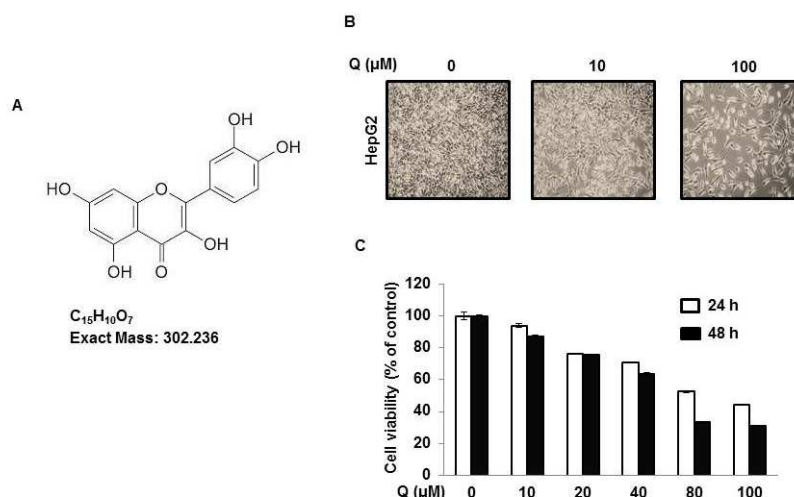 A
OH
OH
HO
O
OH
OH
O
C₁₅H₁₀O₇
Exact Mass: 302.236
B
Q (µM) 0 10 100
HepG2
C
Cell viability (% of control)
120
100
80
60
40
20
0
24 h
48 h
Q (µM) 0 10 20 40 80 100